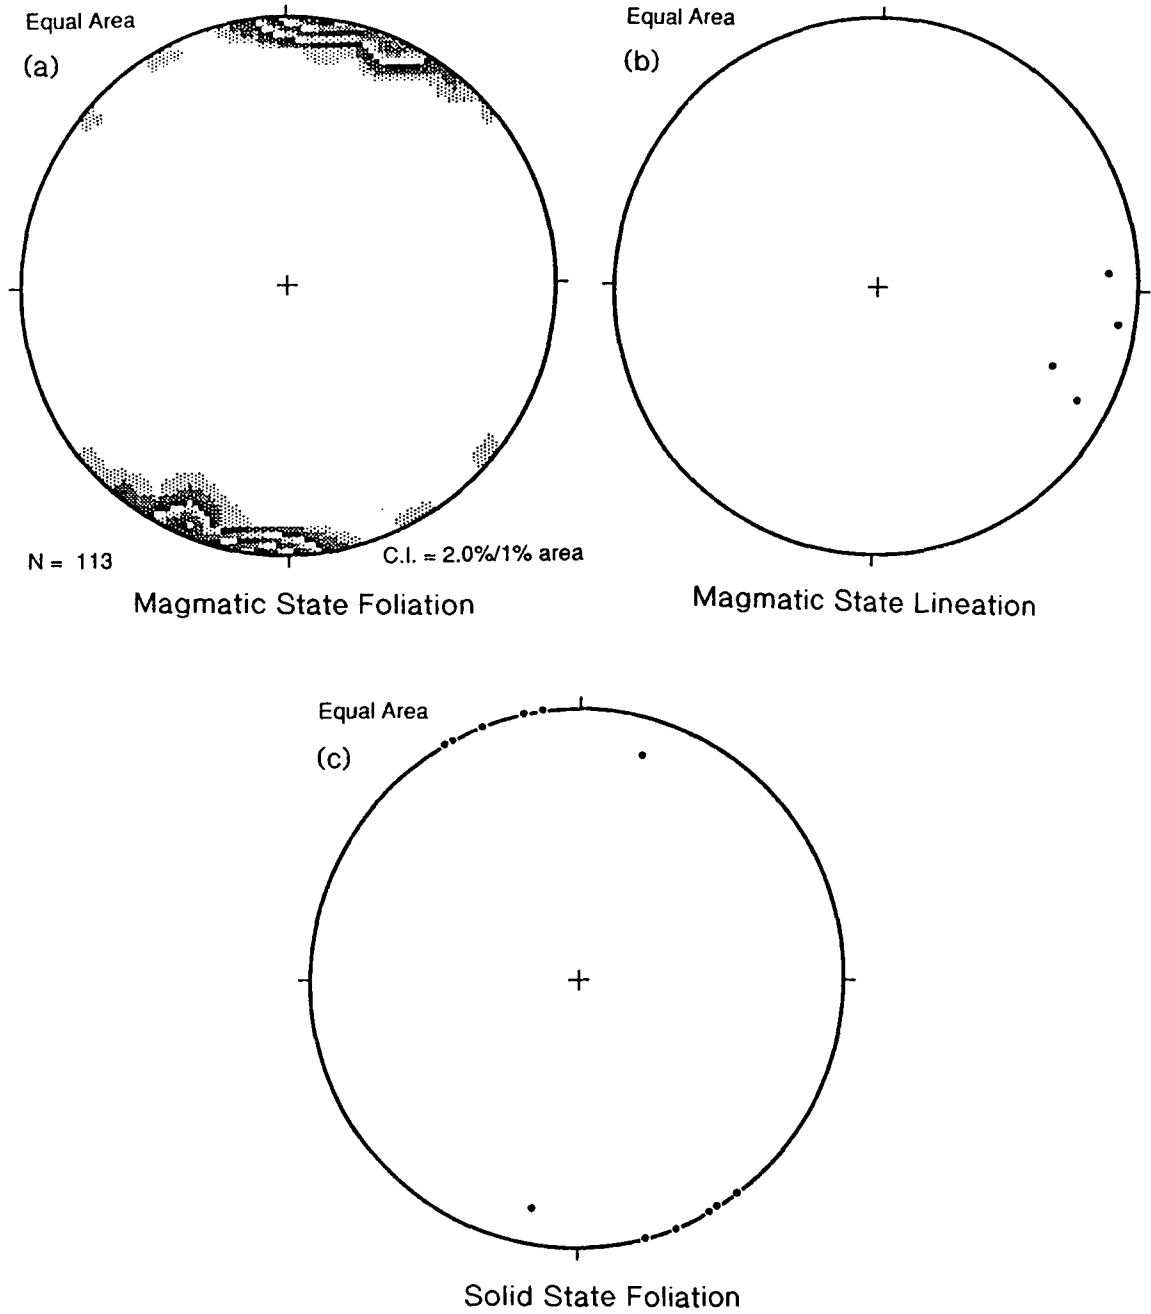 Equal Area
(a)
N = 113
C.I. = 2.0%/1% area
Magmatic State Foliation
Equal Area
(b)
Magmatic State Lineation
Equal Area
(c)
Solid State Foliation